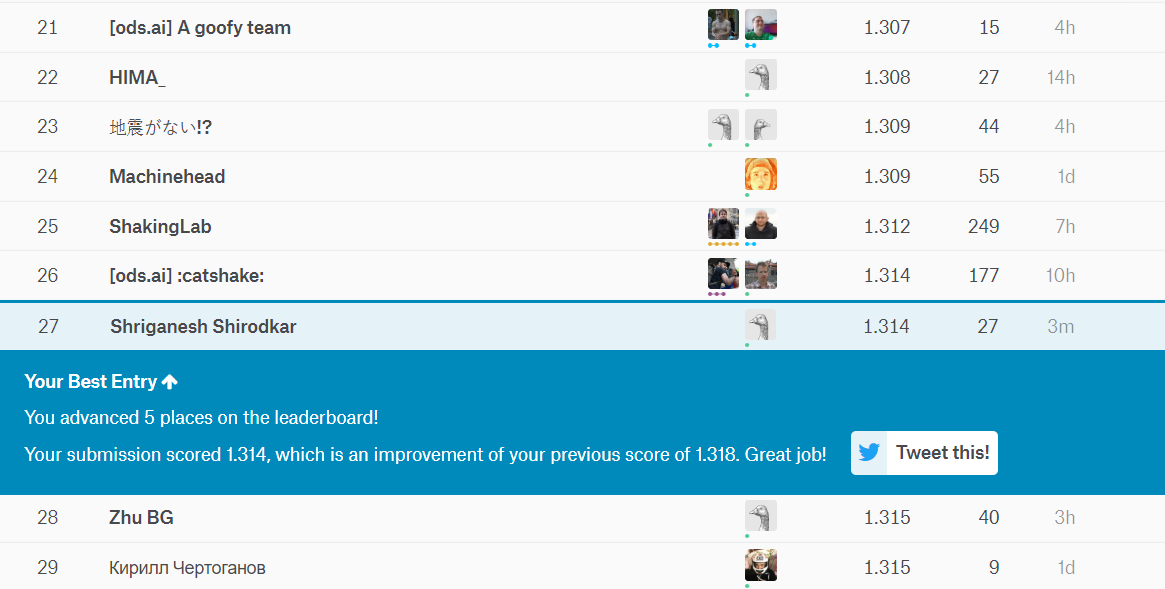 21 [ods.ai] A goofy team 1.307 15 4h
22 HIMA_ 1.308 27 14h
23 地震がない!? 1.309 44 4h
24 Machinehead 1.309 55 1d
25 ShakingLab 1.312 249 7h
26 [ods.ai] :catshake: 1.314 177 10h
27 Shriganesh Shirodkar 1.314 27 3m
Your Best Entry
You advanced 5 places on the leaderboard!
Your submission scored 1.314, which is an improvement of your previous score of 1.318. Great job!
Tweet this!
28 Zhu BG 1.315 40 3h
29 Кирилл Чертоганов 1.315 9 1d